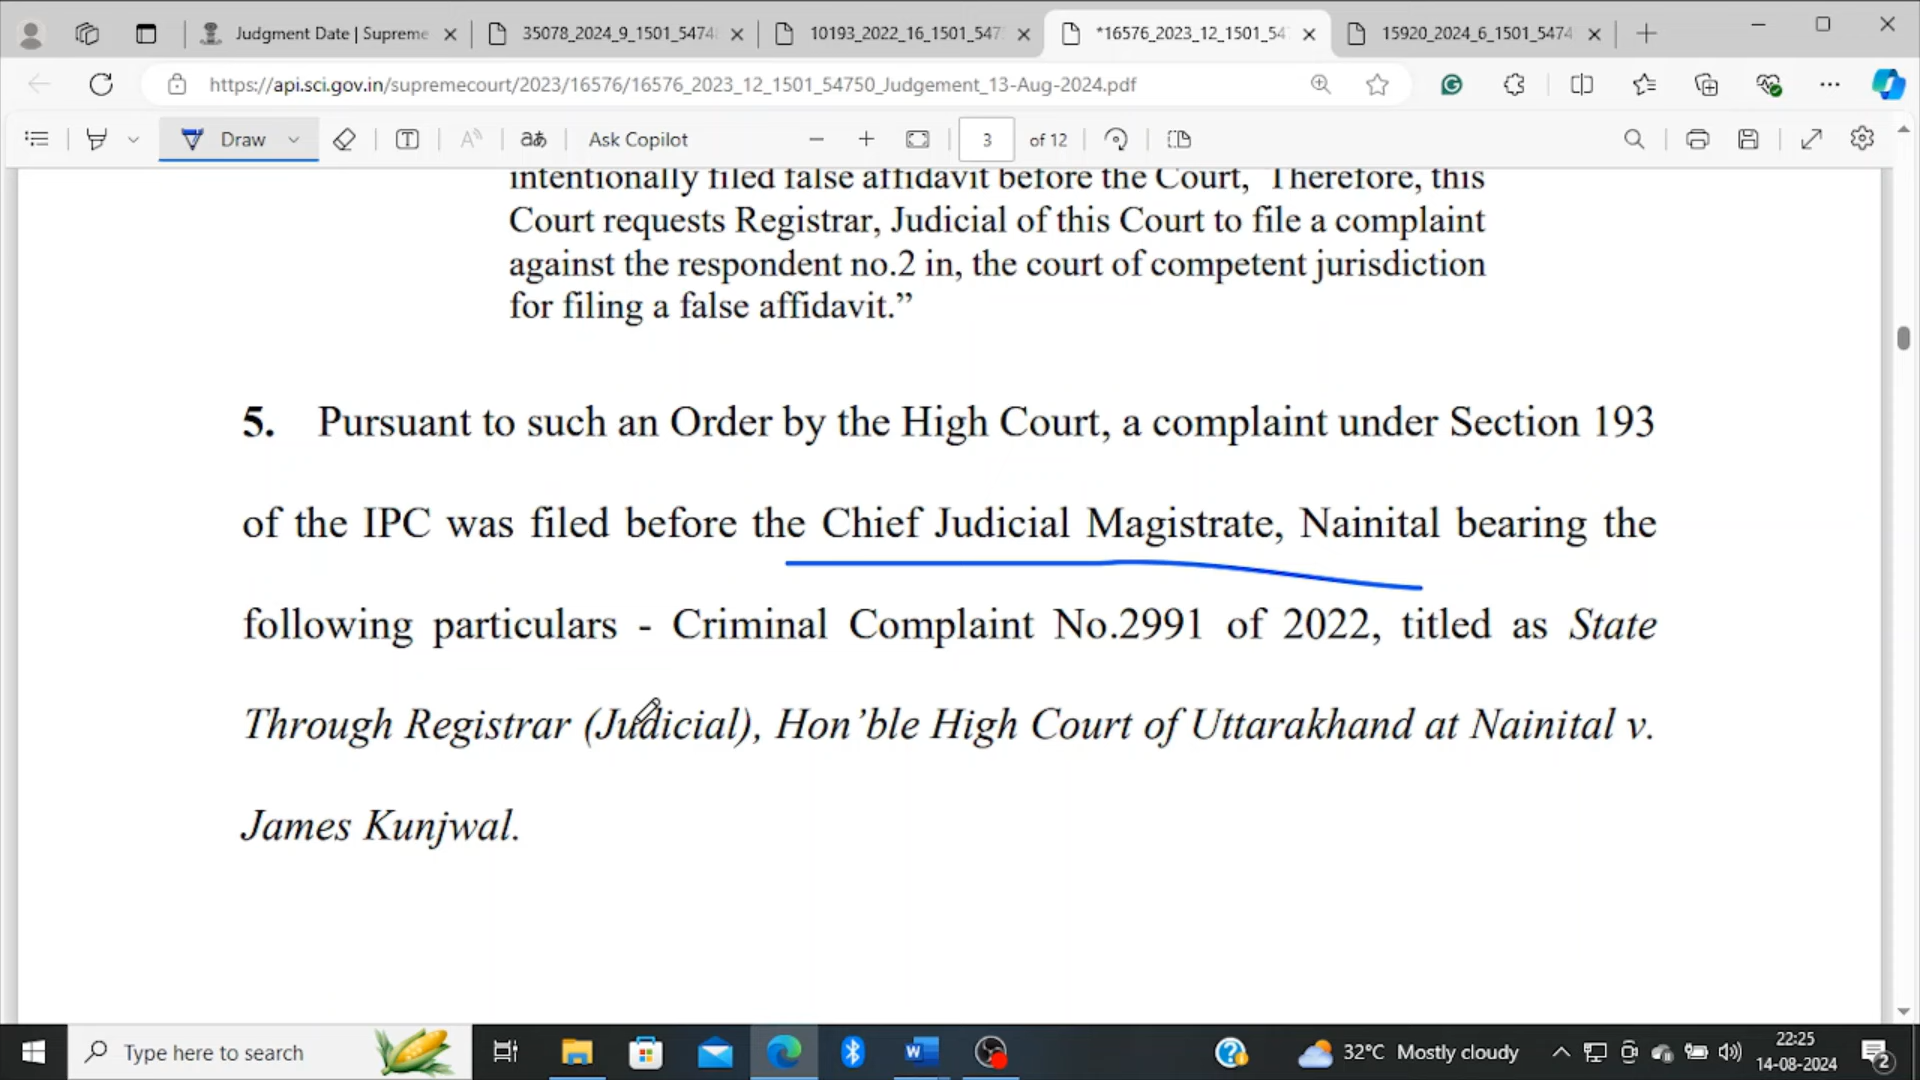 Judgment Date | Supreme
35078_2024_9_1501_5474
10193_2022_16_1501_547
*16576_2023_12_1501_54
15920_2024_6_1501_5474
https://api.sci.gov.in/supremecourt/2023/16576/16576_2023_12_1501_54750_Judgement_13-Aug-2024.pdf
Draw
Ask Copilot
3 of 12
intentionally filed false affidavit before the Court, Therefore, this
Court requests Registrar, Judicial of this Court to file a complaint
against the respondent no.2 in, the court of competent jurisdiction
for filing a false affidavit.”
5. Pursuant to such an Order by the High Court, a complaint under Section 193
of the IPC was filed before the Chief Judicial Magistrate, Nainital bearing the
following particulars - Criminal Complaint No.2991 of 2022, titled as State
Through Registrar (Judicial), Hon’ble High Court of Uttarakhand at Nainital v.
James Kunjwal.
Type here to search
32°C Mostly cloudy
22:25
14-08-2024
2